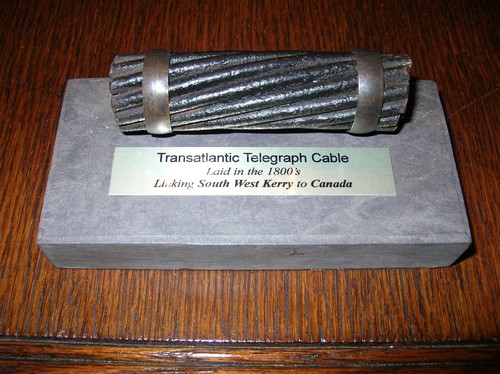 Transatlantic Telegraph Cable
Laid in the 1800's
Linking South West Kerry to Canada